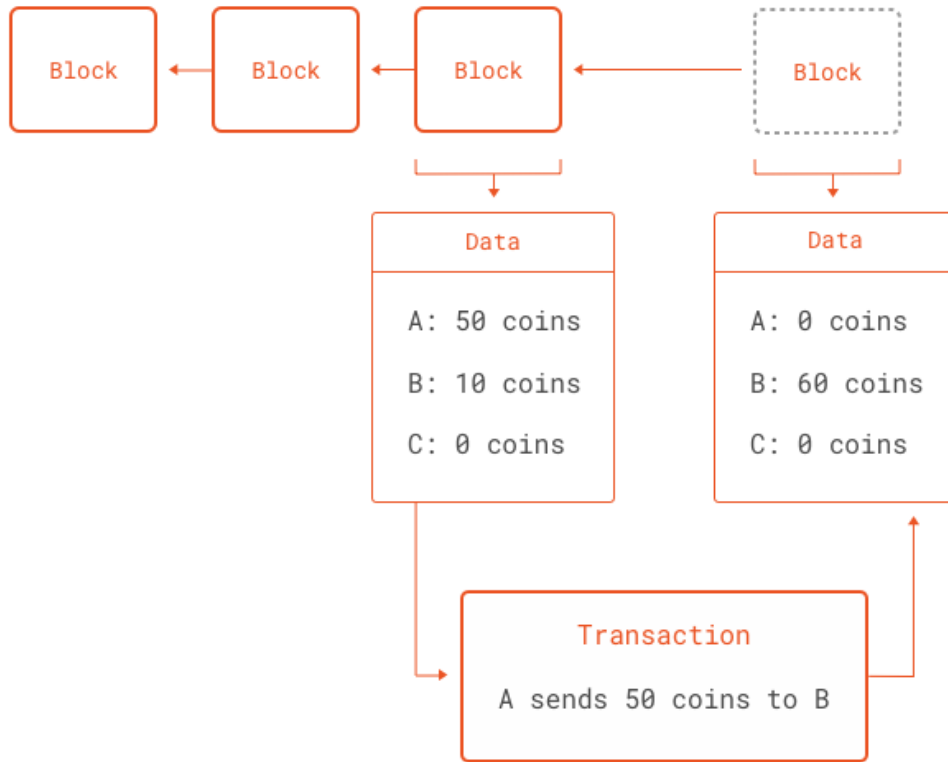 Block
Block
Block
Block
Data
A: 50 coins
B: 10 coins
C: 0 coins
Data
A: 0 coins
B: 60 coins
C: 0 coins
Transaction
A sends 50 coins to B